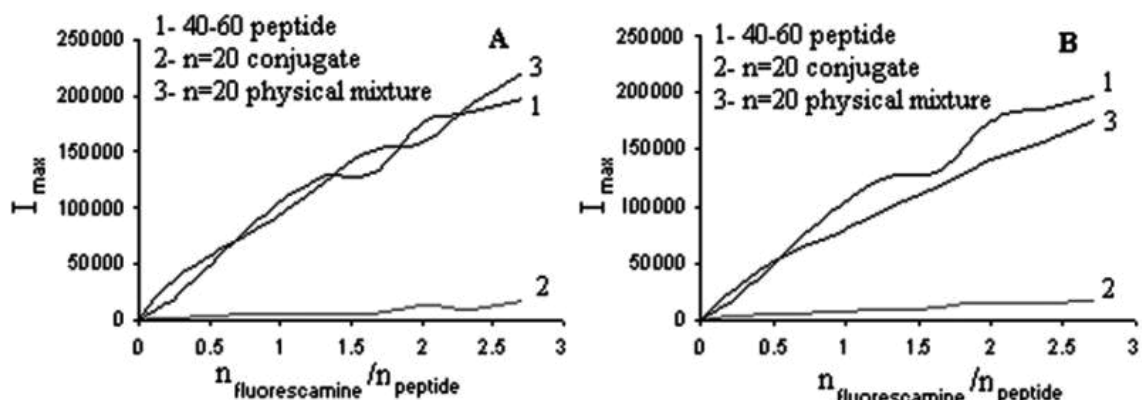 1- 40-60 peptide
2- n=20 conjugate
3- n=20 physical mixture
A
250000
200000
150000
100000
50000
0
I max
3
1
2
0 0.5 1 1.5 2 2.5 3
n fluorescamine /n peptide
1- 40-60 peptide
2- n=20 conjugate
3- n=20 physical mixture
B
250000
200000
150000
100000
50000
0
I max
1
3
2
0 0.5 1 1.5 2 2.5 3
n fluorescamine /n peptide